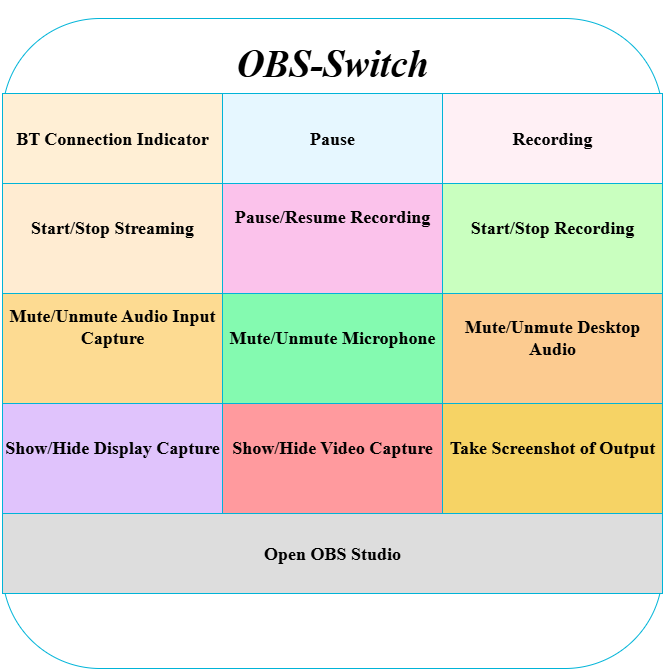 OBS-Switch
BT Connection Indicator
Pause
Recording
Start/Stop Streaming
Pause/Resume Recording
Start/Stop Recording
Mute/Unmute Audio Input
Capture
Mute/Unmute Microphone
Mute/Unmute Desktop
Audio
Show/Hide Display Capture
Show/Hide Video Capture
Take Screenshot of Output
Open OBS Studio